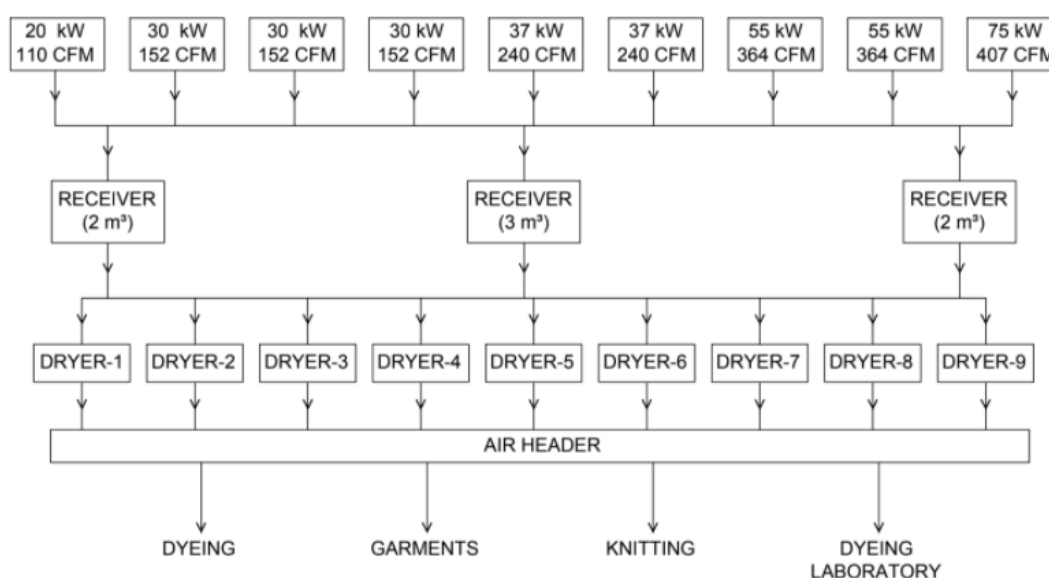 20 kW
110 CFM
30 kW
152 CFM
30 kW
152 CFM
30 kW
152 CFM
37 kW
240 CFM
37 kW
240 CFM
55 kW
364 CFM
55 kW
364 CFM
75 kW
407 CFM
RECEIVER
(2 m³)
RECEIVER
(3 m³)
RECEIVER
(2 m³)
DRYER-1
DRYER-2
DRYER-3
DRYER-4
DRYER-5
DRYER-6
DRYER-7
DRYER-8
DRYER-9
AIR HEADER
DYEING
GARMENTS
KNITTING
DYEING
LABORATORY